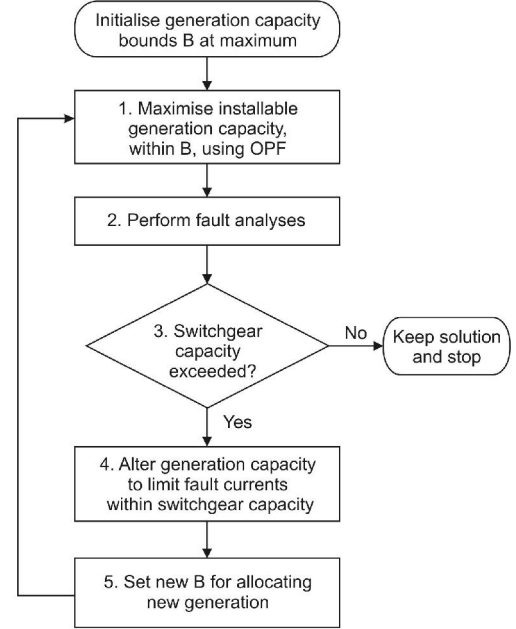 Initialise generation capacity
bounds B at maximum
1. Maximise installable
generation capacity,
within B, using OPF
2. Perform fault analyses
3. Switchgear
capacity
exceeded?
No
Keep solution
and stop
Yes
4. Alter generation capacity
to limit fault currents
within switchgear capacity
5. Set new B for allocating
new generation